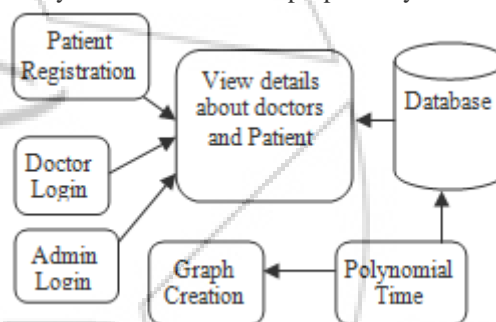 Patient
Registration
View details
about doctors
and Patient
Database
Doctor
Login
Admin
Login
Graph
Creation
Polynomial
Time